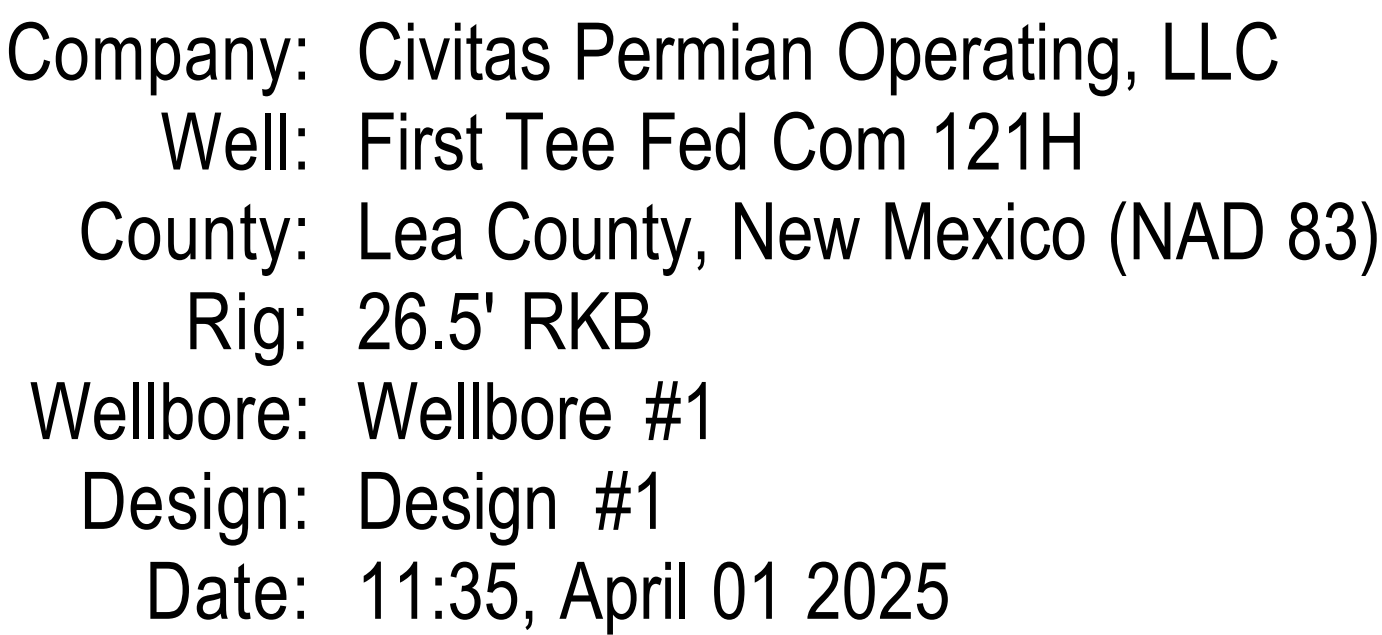 Company: Civitas Permian Operating, LLC
Well: First Tee Fed Com 121H
County: Lea County, New Mexico (NAD 83)
Rig: 26.5' RKB
Wellbore: Wellbore #1
Design: Design #1
Date: 11:35, April 01 2025